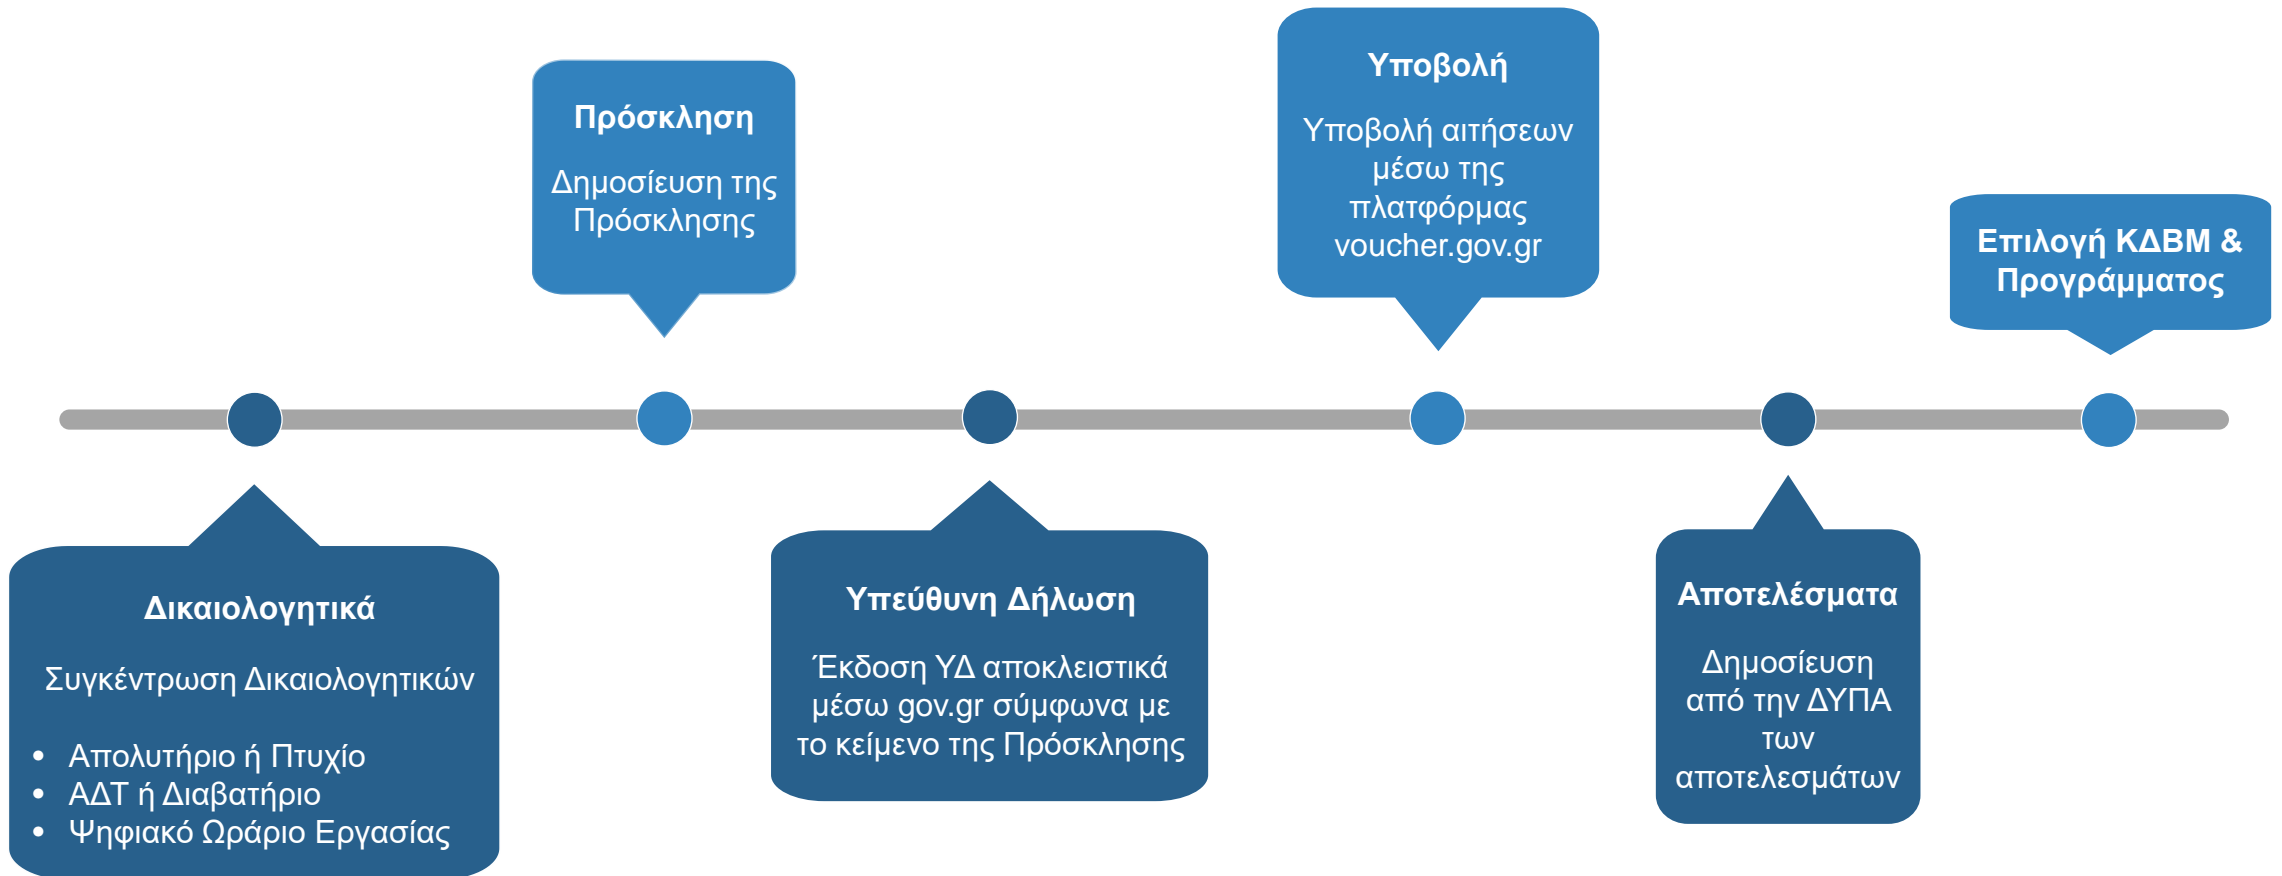 Δικαιολογητικά
Συγκέντρωση Δικαιολογητικών
• Απολυτήριο ή Πτυχίο
• ΑΔΤ ή Διαβατήριο
• Ψηφιακό Ωράριο Εργασίας
Πρόσκληση
Δημοσίευση της
Πρόσκλησης
Υπεύθυνη Δήλωση
Έκδοση ΥΔ αποκλειστικά
μέσω gov.gr σύμφωνα με
το κείμενο της Πρόσκλησης
Υποβολή
Υποβολή αιτήσεων
μέσω της
πλατφόρμας
voucher.gov.gr
Αποτελέσματα
Δημοσίευση
από την ΔΥΠΑ
των
αποτελεσμάτων
Επιλογή ΚΔΒΜ &
Προγράμματος